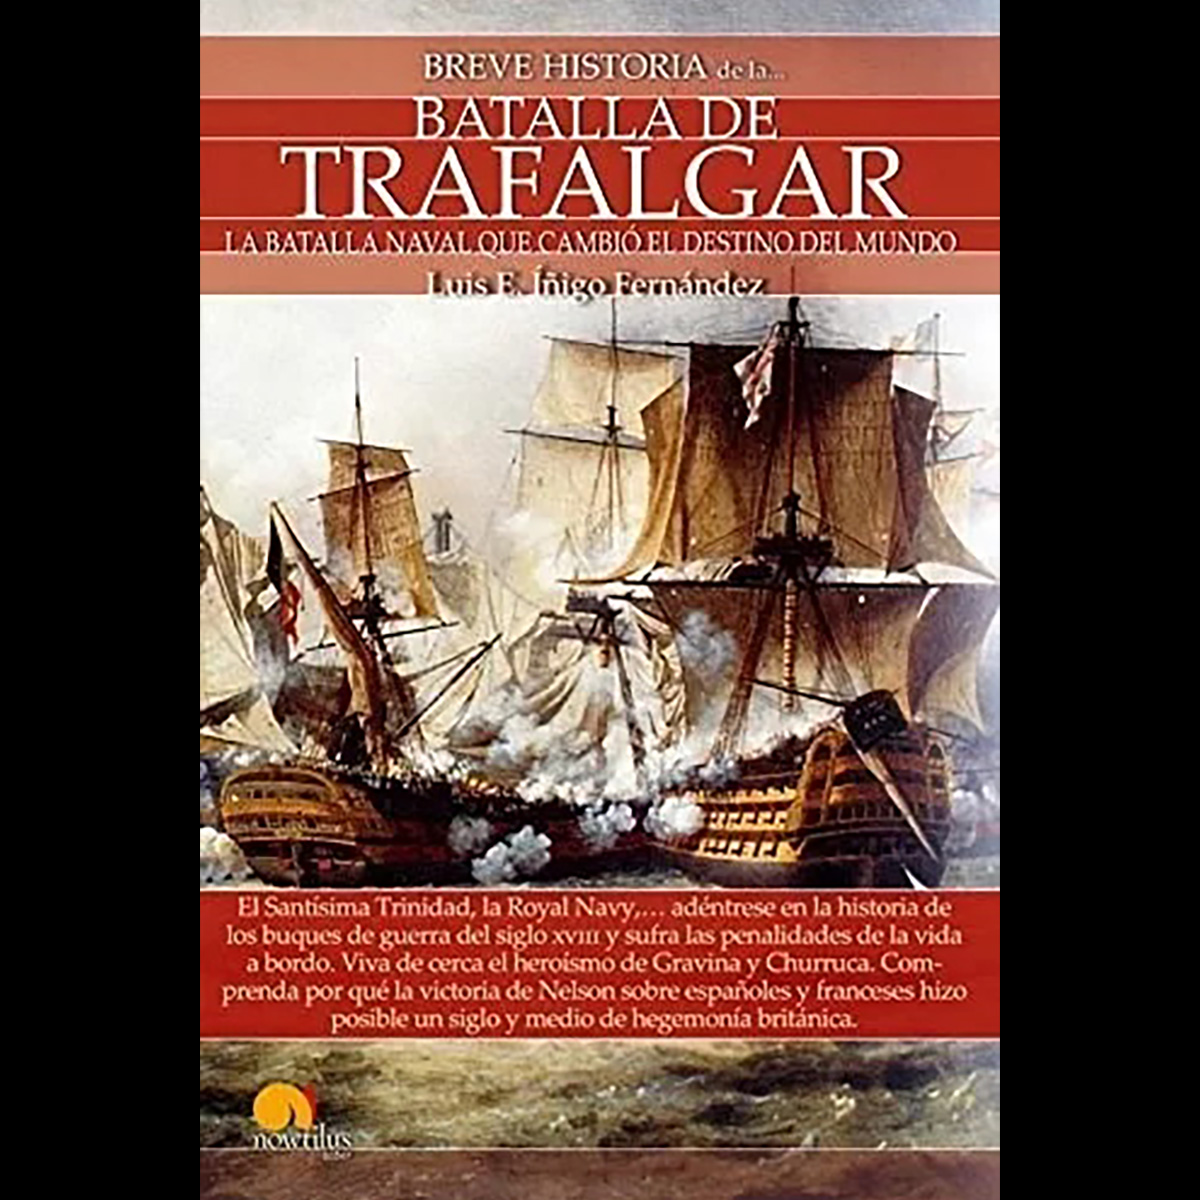 BREVE HISTORIA de la...
BATALLA DE
TRAFALGAR
LA BATALLA NAVAL QUE CAMBIÓ EL DESTINO DEL MUNDO
Luis E. Íñigo Fernández
El Santísima Trinidad, la Royal Navy,... adéntrese en la historia de
los buques de guerra del siglo XVIII y sufra las penalidades de la vida
a bordo. Viva de cerca el heroísmo de Gravina y Churruca. Com-
prenda por qué la victoria de Nelson sobre españoles y franceses hizo
posible un siglo y medio de hegemonía británica.
nowtilus